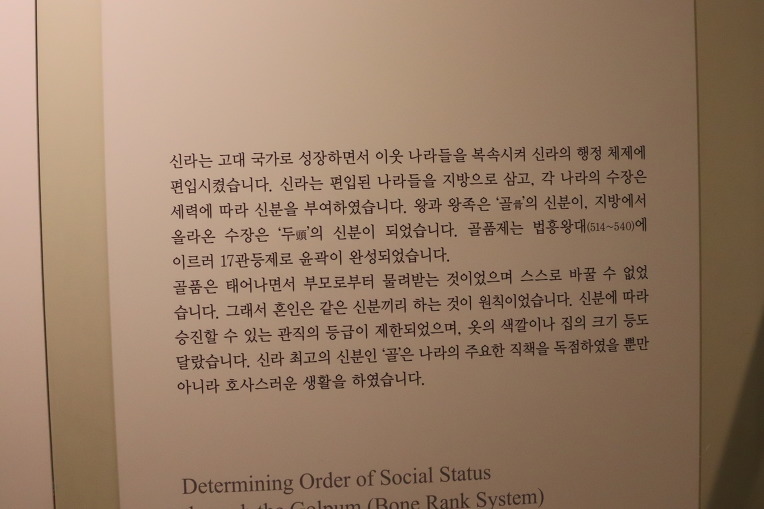 신라는 고대 국가로 성장하면서 이웃 나라들을 복속시켜 신라의 행정 체제에
편입시켰습니다. 신라는 편입된 나라들을 지방으로 삼고, 각 나라의 수장은
세력에 따라 신분을 부여하였습니다. 왕과 왕족은 ‘골骨’의 신분이, 지방에서
올라온 수장은 ‘두頭’의 신분이 되었습니다. 골품제는 법흥왕대(514~540)에
이르러 17관등제로 윤곽이 완성되었습니다.
골품은 태어나면서 부모로부터 물려받는 것이었으며 스스로 바꿀 수 없었
습니다. 그래서 혼인은 같은 신분끼리 하는 것이 원칙이었습니다. 신분에 따라
승진할 수 있는 관직의 등급이 제한되었으며, 옷의 색깔이나 집의 크기 등도
달랐습니다. 신라 최고의 신분인 ‘골’은 나라의 주요한 직책을 독점하였을 뿐만
아니라 호사스러운 생활을 하였습니다.
Determining Order of Social Status
through the Golpum (Bone Rank System)